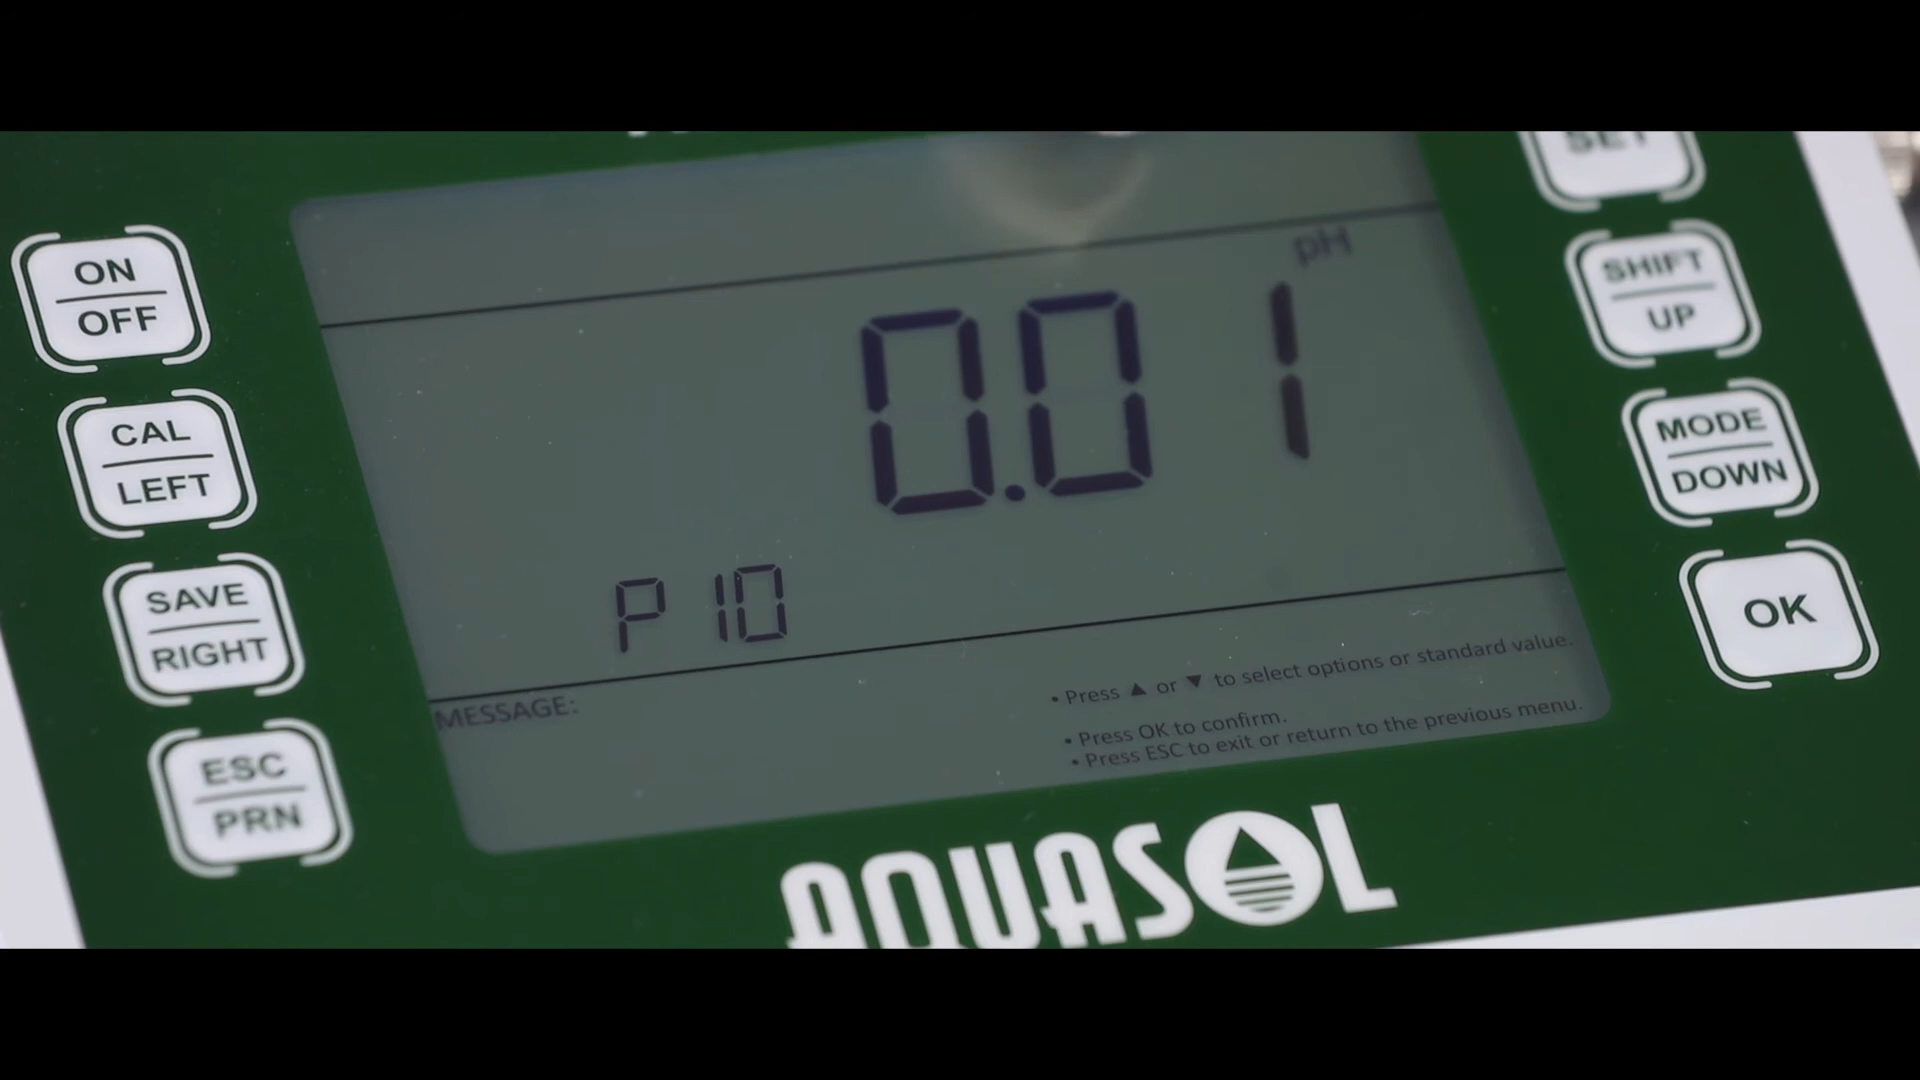 SET
ON
OFF
pH
SHIFT
UP
0.01
CAL
LEFT
MODE
DOWN
P 10
SAVE
RIGHT
OK
MESSAGE:
• Press ▲ or ▼ to select options or standard value.
• Press OK to confirm.
• Press ESC to exit or return to the previous menu.
ESC
PRN
AQUASOL